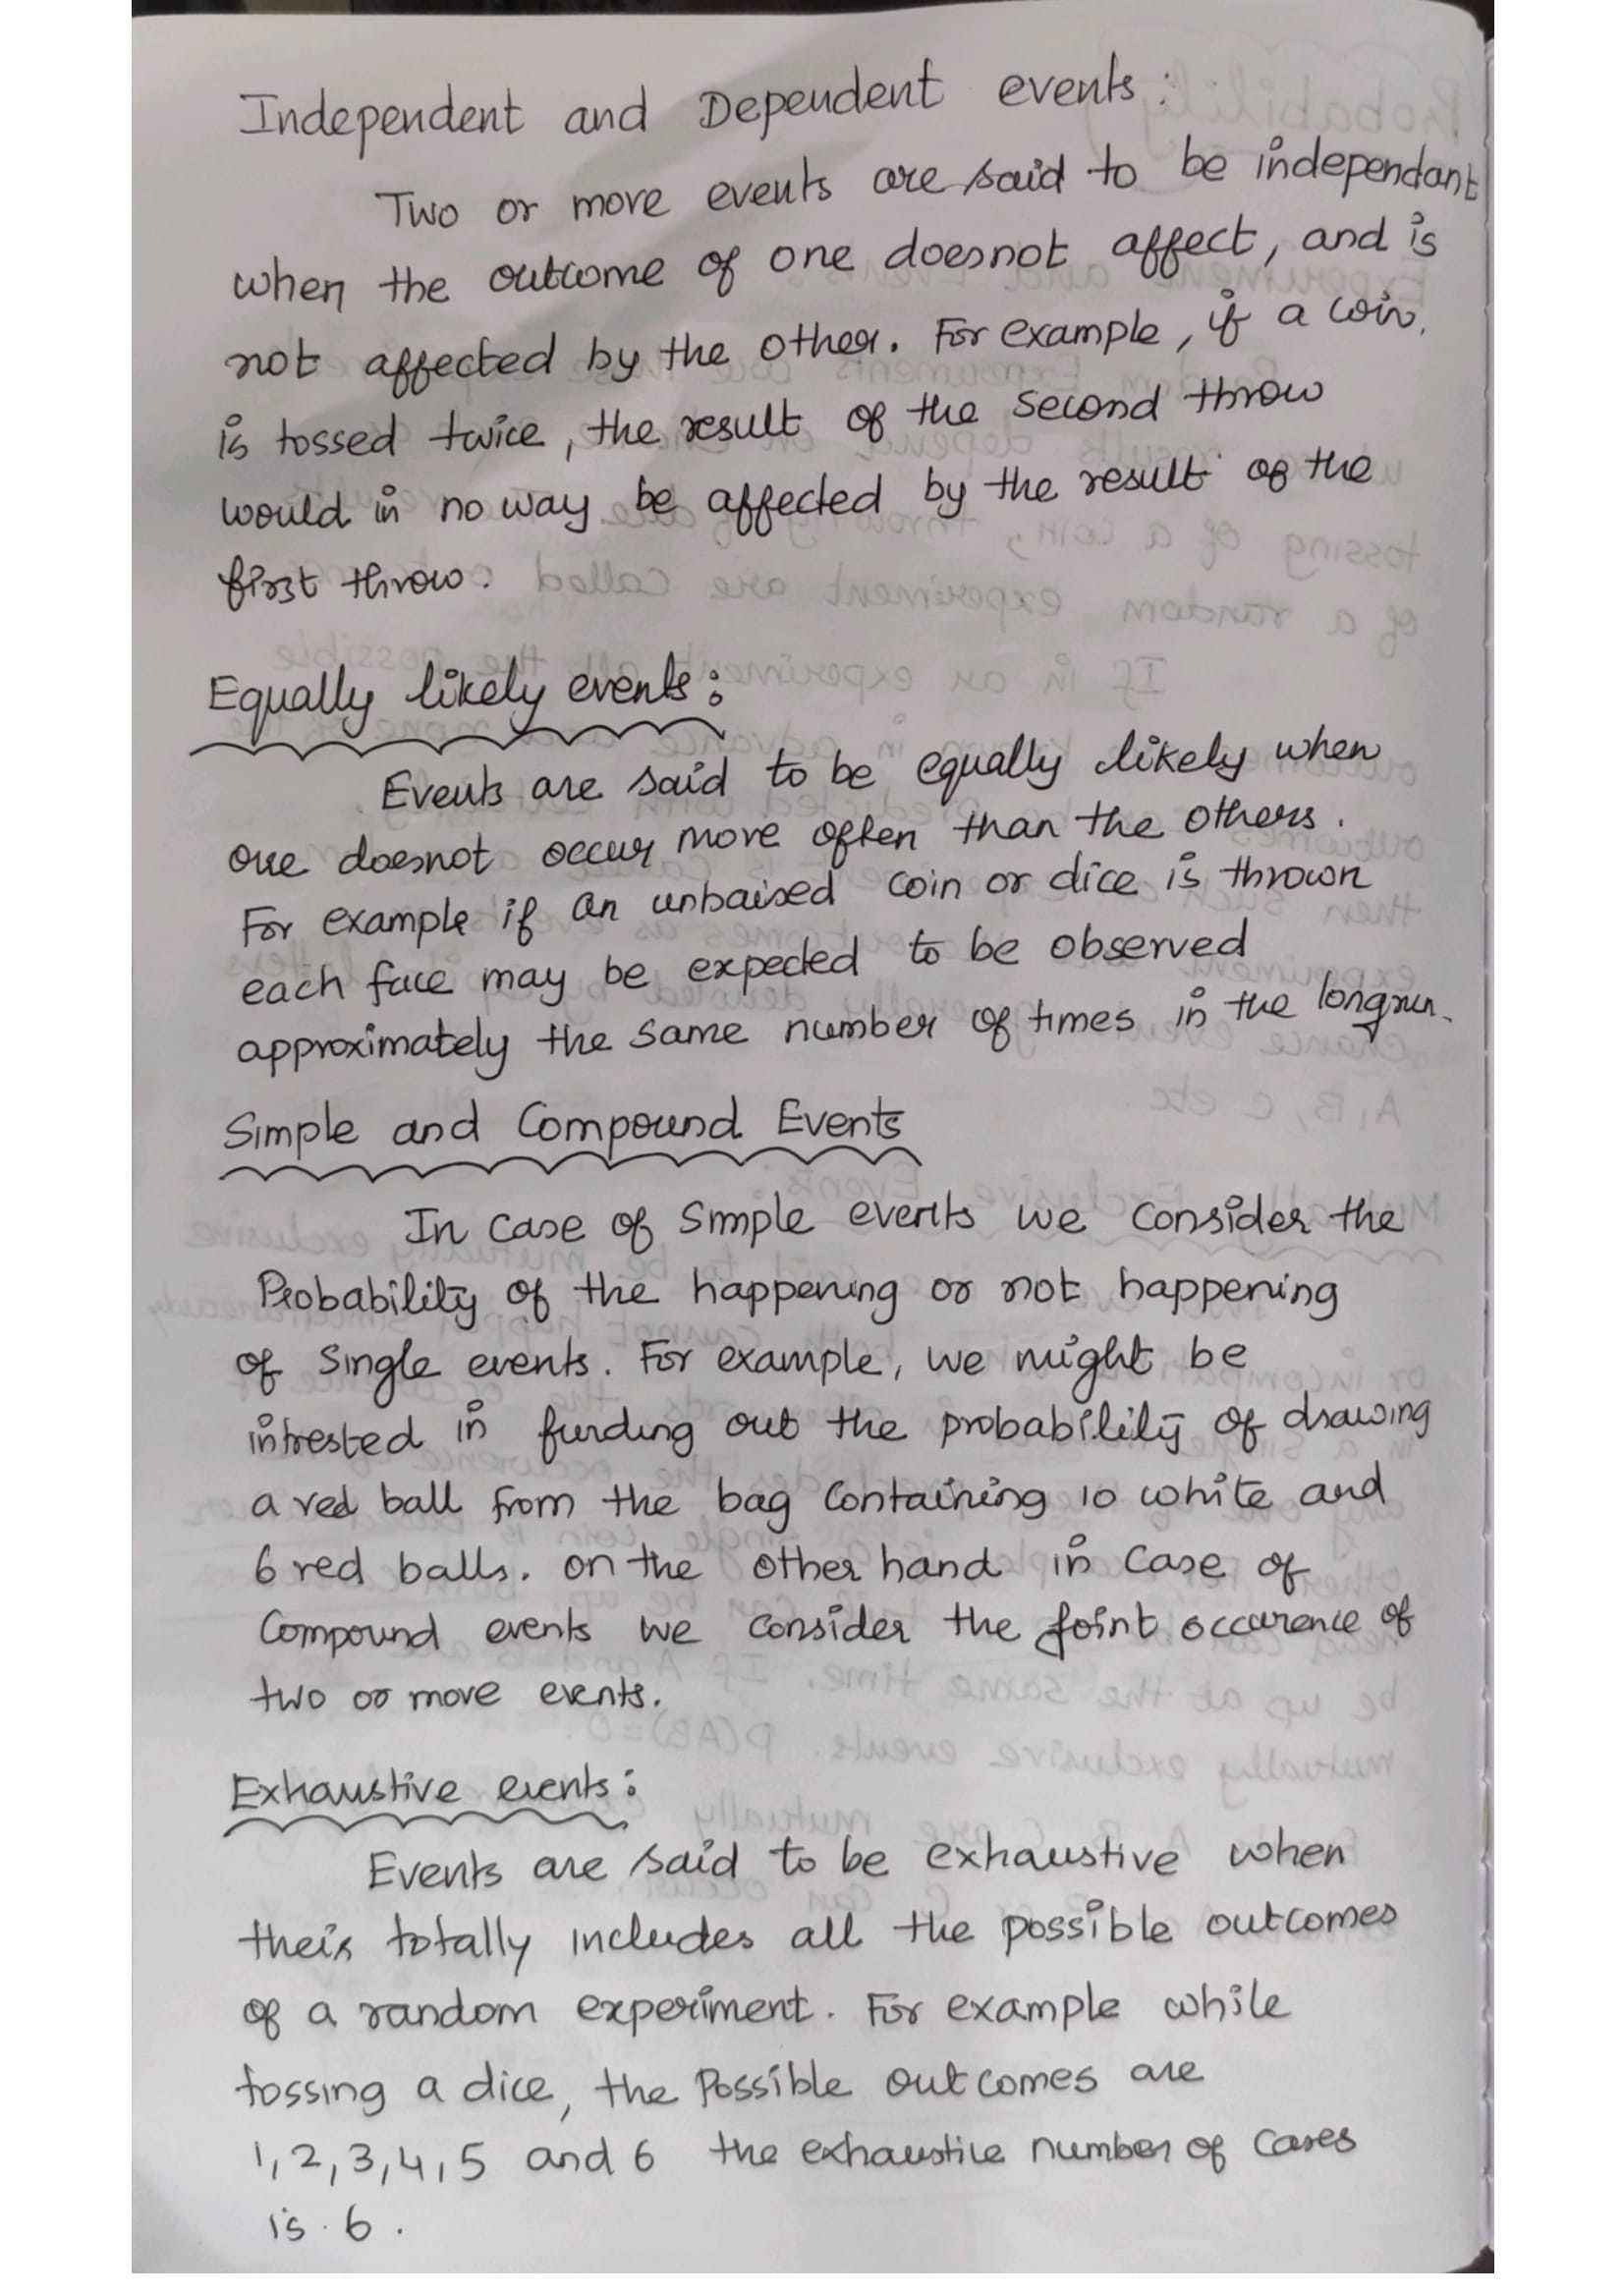 Independent and Dependent events:
Two or more events are said to be independant
when the outcome of one doesnot affect, and is
not affected by the other. For example, if a coin
is tossed twice, the result of the second throw
would in no way be affected by the result of the
first throw.
Equally likely events:
Events are said to be equally likely when
one doesnot occur more often than the others.
For example if an unbaised coin or dice is thrown
each face may be expected to be observed
approximately the same number of times in the longrun.
Simple and Compound Events
In case of Simple events we consider the
Probability of the happening or not happening
of Single events. For example, we might be
intrested in finding out the probability of drawing
a red ball from the bag containing 10 white and
6 red balls. on the other hand in case of
Compound events we consider the joint occurence of
two or more events.
Exhaustive events:
Events are said to be exhaustive when
their totally includes all the possible outcomes
of a random experiment. For example while
tossing a dice, the possible outcomes are
1, 2, 3, 4, 5 and 6 the exhaustive number of cases
is 6.